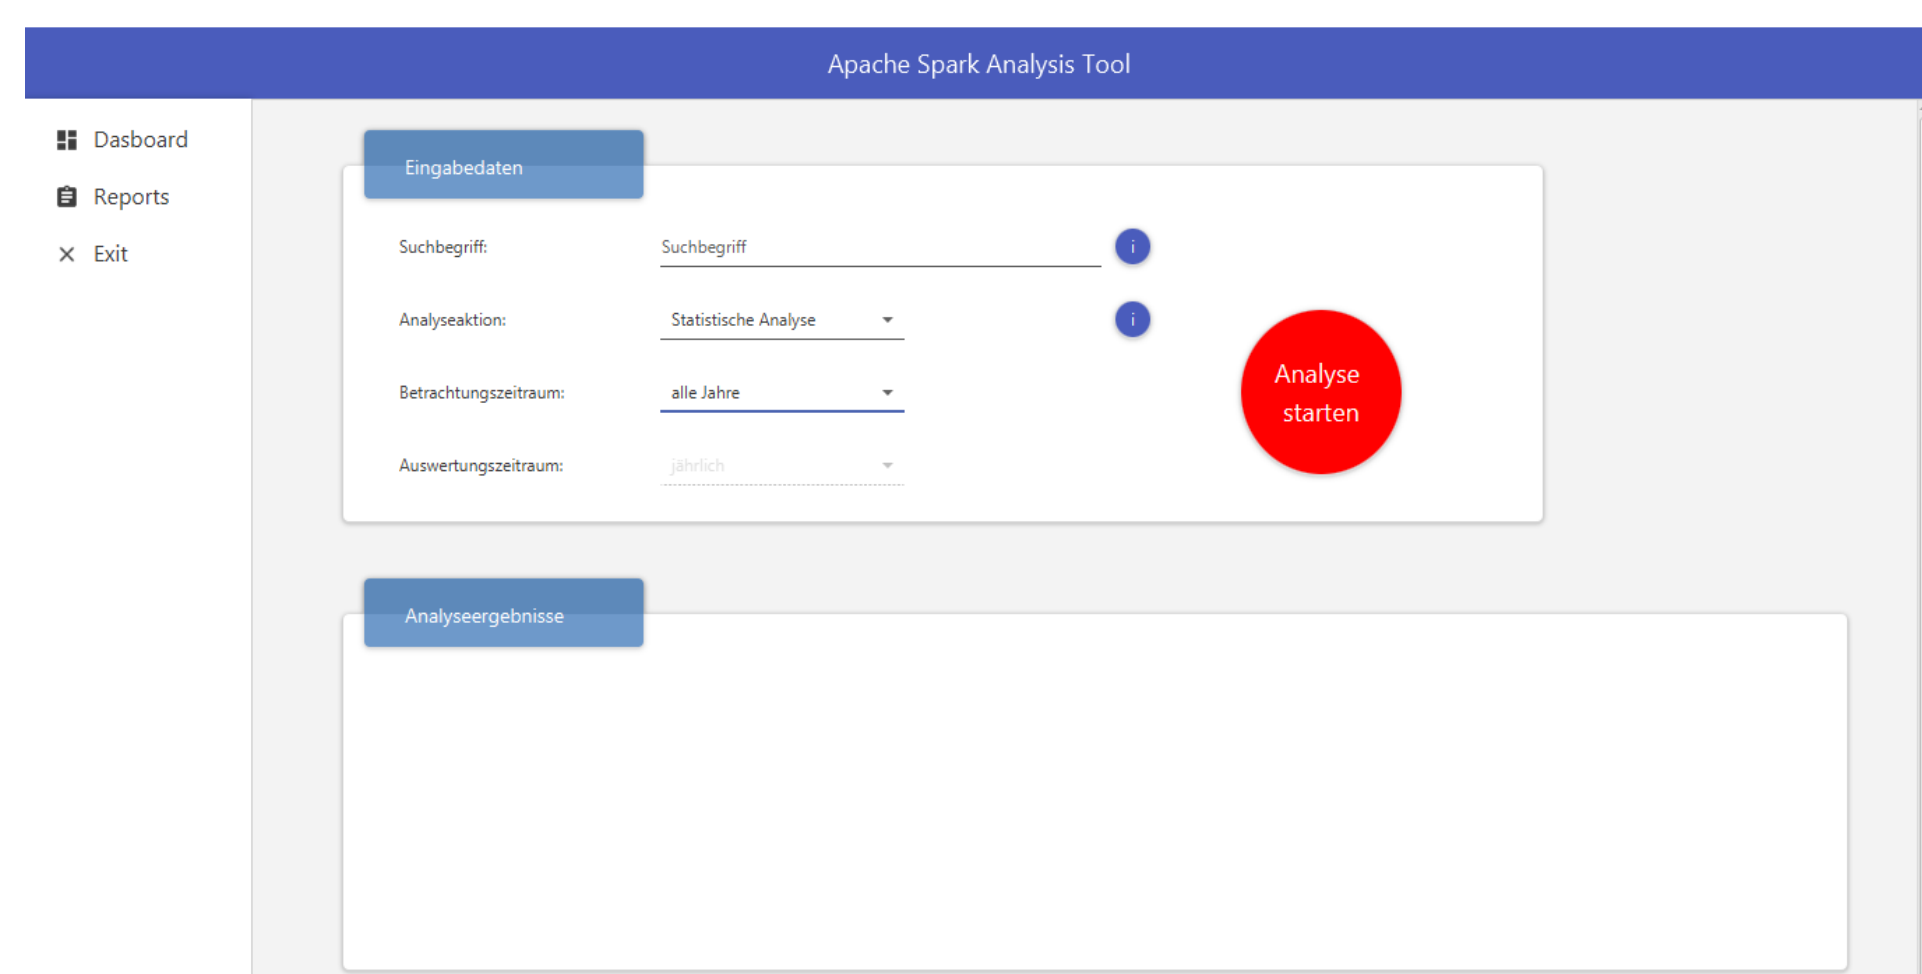 Apache Spark Analysis Tool
Dasboard
Reports
Exit
Eingabedaten
Suchbegriff: Suchbegriff i
Analyseaktion: Statistische Analyse i
Betrachtungszeitraum: alle Jahre
Auswertungszeitraum: jährlich
Analyse
starten
Analyseergebnisse